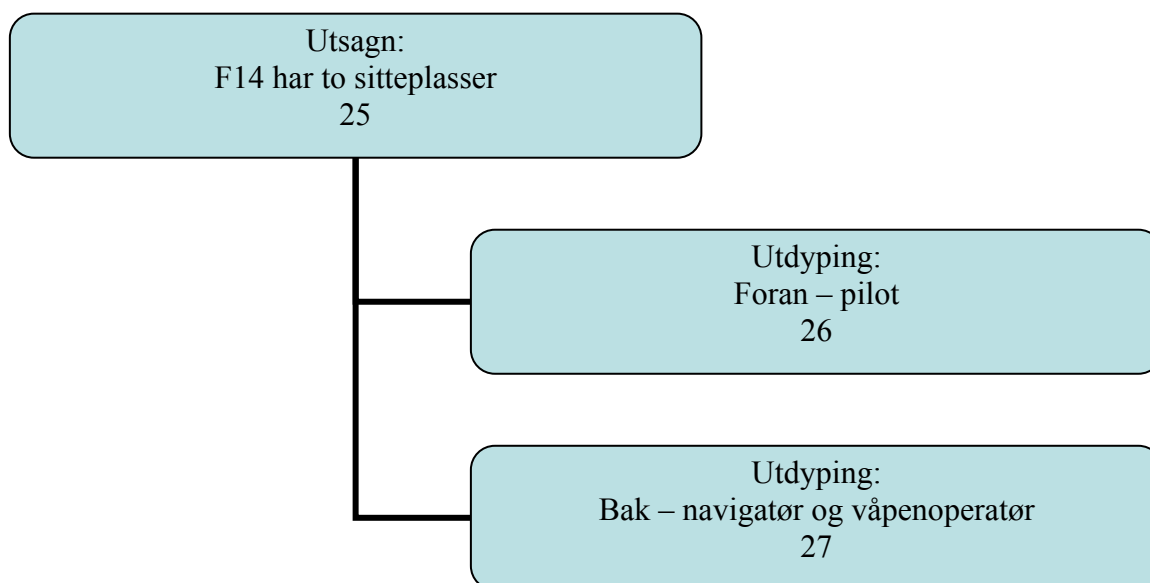 Utsagn:
F14 har to sitteplasser
25
Utdyping:
Foran – pilot
26
Utdyping:
Bak – navigatør og våpenoperatør
27